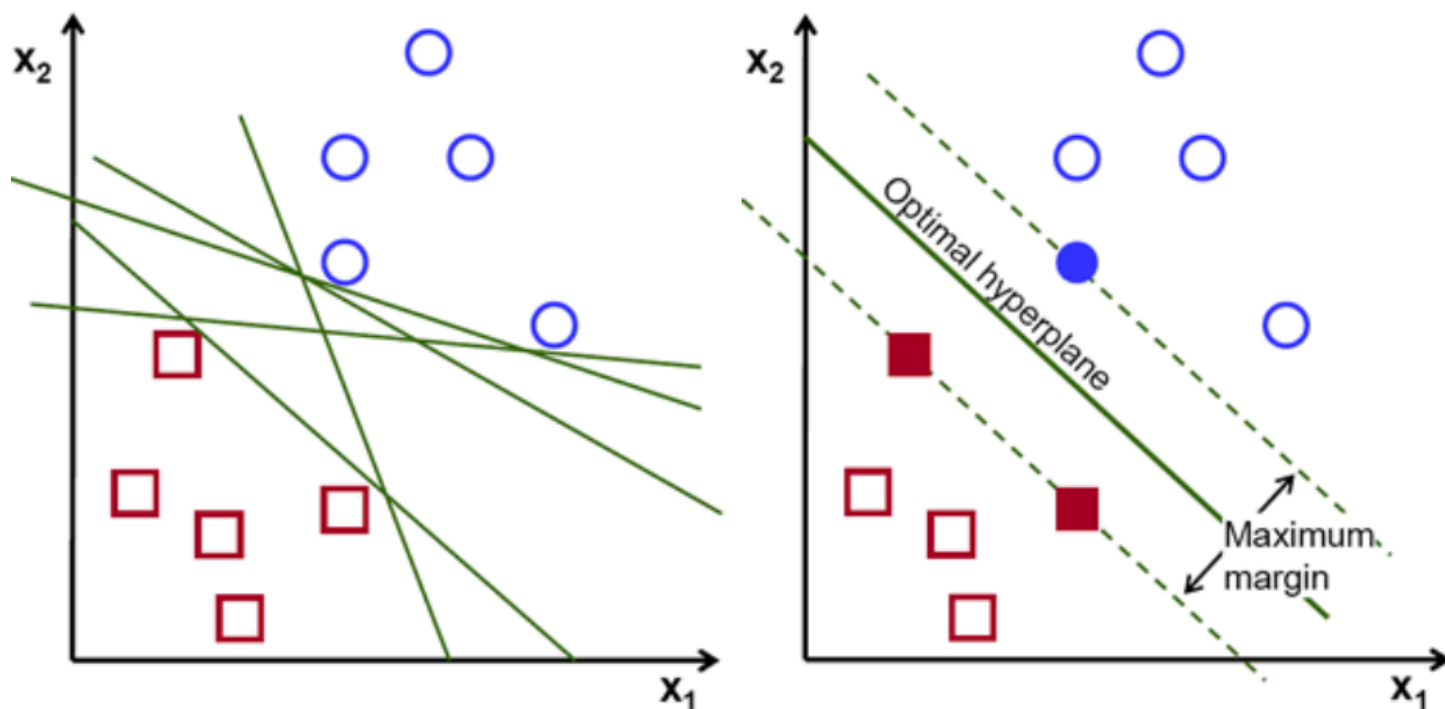 x₂
x₁
x₂
Optimal hyperplane
Maximum
margin
x₁